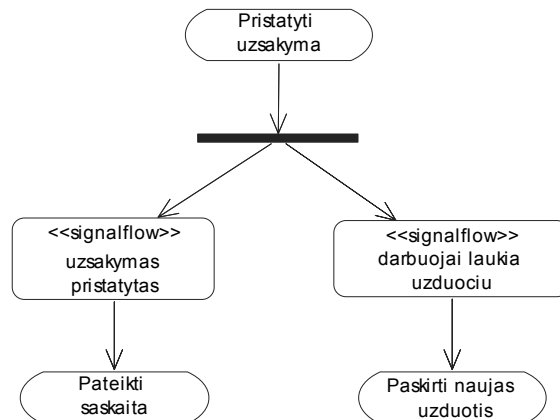 Pristatyti
uzsakyma
<<signalflow>>
uzsakymas
pristatytas
<<signalflow>>
darbuojai laukia
uzduociu
Pateikti
saskaita
Paskirti naujas
uzduotis